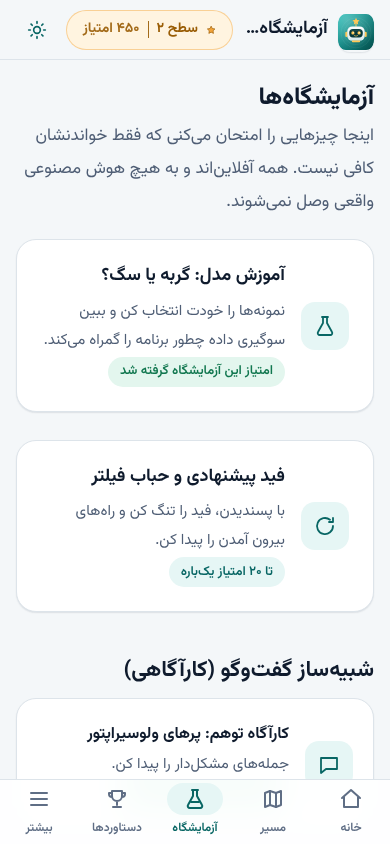 آزمایشگاه...
سطح ۲ | ۴۵۰ امتیاز
آزمایشگاه‌ها
اینجا چیزهایی را امتحان می‌کنی که فقط خواندنشان
کافی نیست. همه آفلاین‌اند و به هیچ هوش مصنوعی
واقعی وصل نمی‌شوند.
آموزش مدل: گربه یا سگ؟
نمونه‌ها را خودت انتخاب کن و ببین
سوگیری داده چطور برنامه را گمراه می‌کند.
امتیاز این آزمایشگاه گرفته شد
فید پیشنهادی و حباب فیلتر
با پسندیدن، فید را تنگ کن و راه‌های
بیرون آمدن را پیدا کن.
تا ۲۰ امتیاز یک‌باره
شبیه‌ساز گفت‌وگو (کارآگاهی)
کارآگاه توهم: پرهای ولوسیراپتور
جمله‌های مشکل‌دار را پیدا کن.
خانه
مسیر
آزمایشگاه
دستاوردها
بیشتر